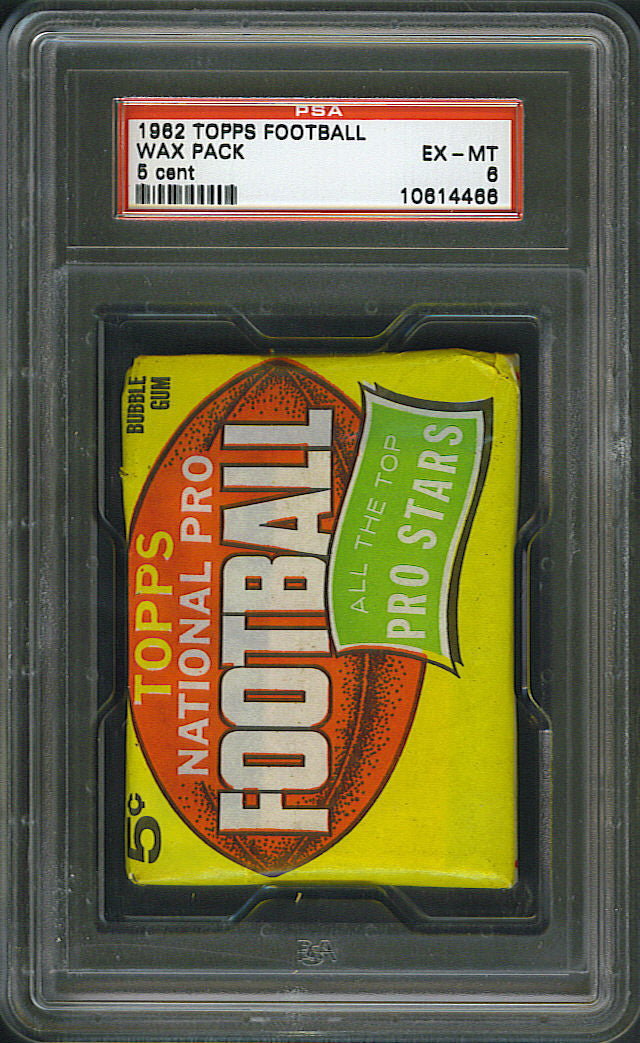 PSA
1962 TOPPS FOOTBALL
WAX PACK EX-MT
5 cent 6
10614466
BUBBLE
GUM
5¢
TOPPS
NATIONAL PRO
FOOTBALL
ALL THE TOP
PRO STARS
PSA